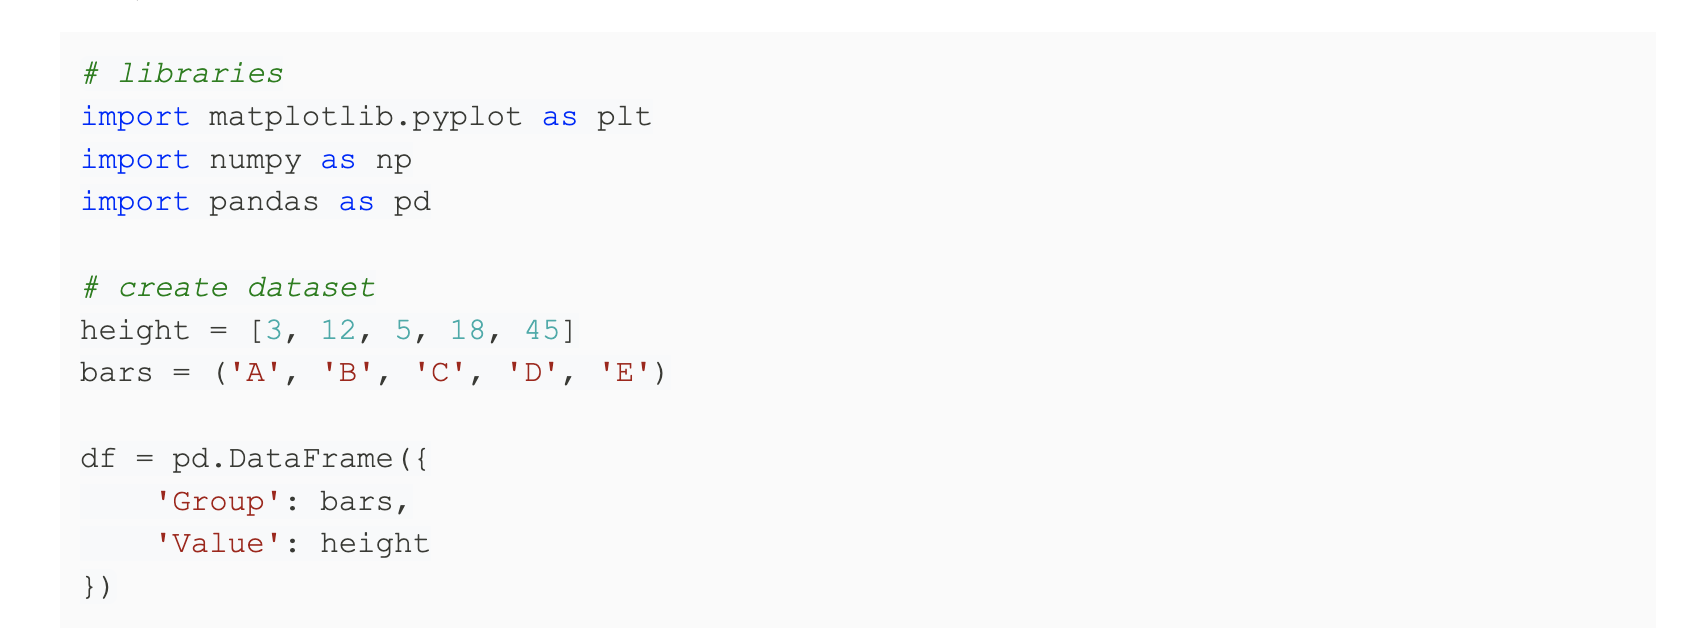 # libraries
import matplotlib.pyplot as plt
import numpy as np
import pandas as pd

# create dataset
height = [3, 12, 5, 18, 45]
bars = ('A', 'B', 'C', 'D', 'E')

df = pd.DataFrame({
    'Group': bars,
    'Value': height
})